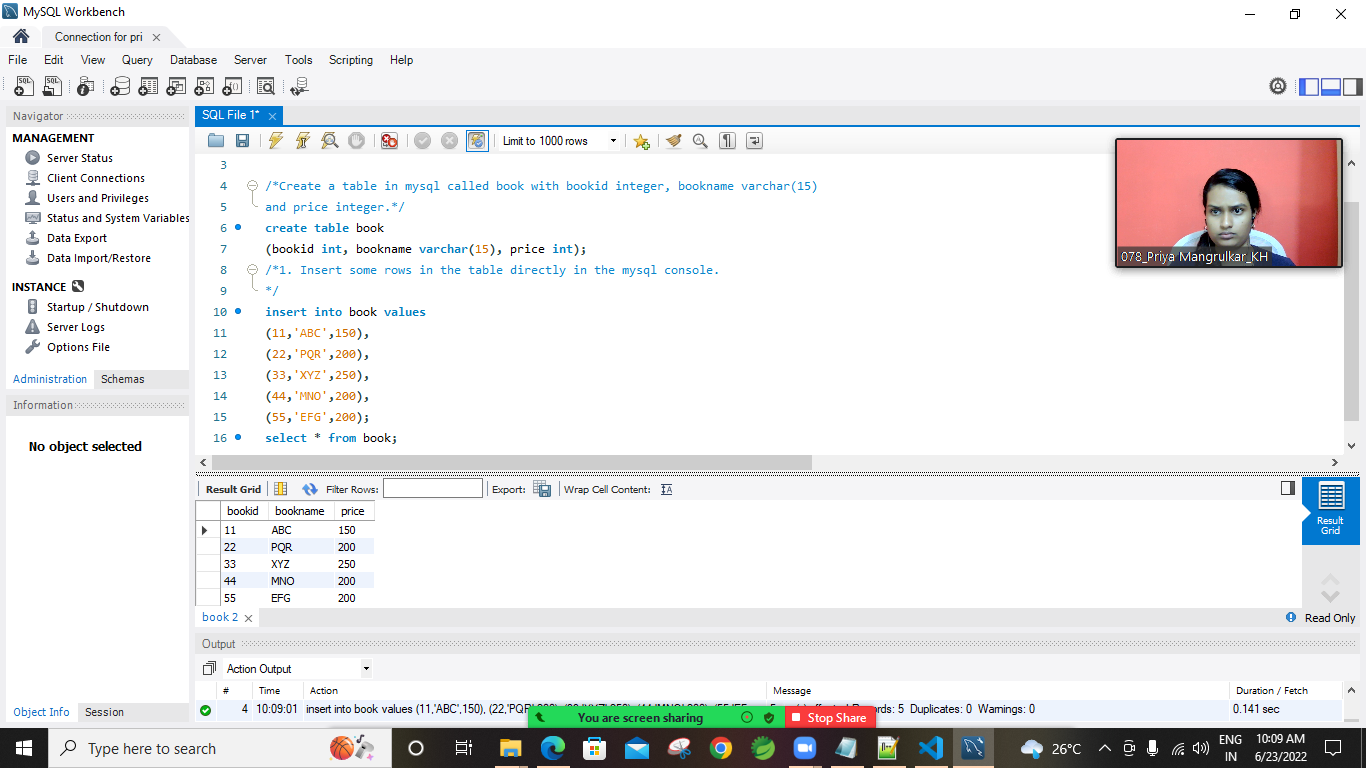 MySQL Workbench
Connection for pri
File Edit View Query Database Server Tools Scripting Help
Navigator
MANAGEMENT
Server Status
Client Connections
Users and Privileges
Status and System Variables
Data Export
Data Import/Restore
INSTANCE
Startup / Shutdown
Server Logs
Options File
Administration Schemas
Information
No object selected
Object Info Session
SQL File 1*
Limit to 1000 rows
3
4 /*Create a table in mysql called book with bookid integer, bookname varchar(15)
5 and price integer.*/
6 create table book
7 (bookid int, bookname varchar(15), price int);
8 /*1. Insert some rows in the table directly in the mysql console.
9 */
10 insert into book values
11 (11,'ABC',150),
12 (22,'PQR',200),
13 (33,'XYZ',250),
14 (44,'MNO',200),
15 (55,'EFG',200);
16 select * from book;
078_Priya Mangrulkar_KH
Result Grid Filter Rows: Export: Wrap Cell Content:
bookid bookname price
11 ABC 150
22 PQR 200
33 XYZ 250
44 MNO 200
55 EFG 200
Result
Grid
book 2
Read Only
Output
Action Output
# Time Action Message Duration / Fetch
4 10:09:01 insert into book values (11,'ABC',150), (22,'PQR',200), Records: 5 Duplicates: 0 Warnings: 0 0.141 sec
You are screen sharing Stop Share
Type here to search
26°C
ENG
IN
10:09 AM
6/23/2022